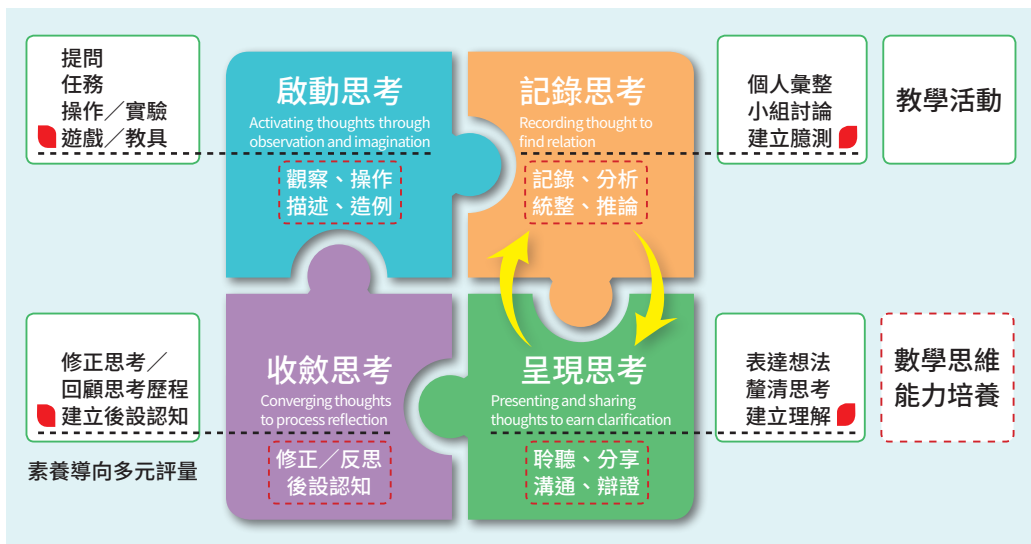 提問
任務
操作／實驗
遊戲／教具
啟動思考
Activating thoughts through
observation and imagination
觀察、操作
描述、造例
記錄思考
Recording thought to
find relation
記錄、分析
統整、推論
個人彙整
小組討論
建立臆測
教學活動
修正思考／
回顧思考歷程
建立後設認知
素養導向多元評量
收斂思考
Converging thoughts
to process reflection
修正／反思
後設認知
呈現思考
Presenting and sharing
thoughts to earn clarification
聆聽、分享
溝通、辯證
表達想法
釐清思考
建立理解
數學思維
能力培養